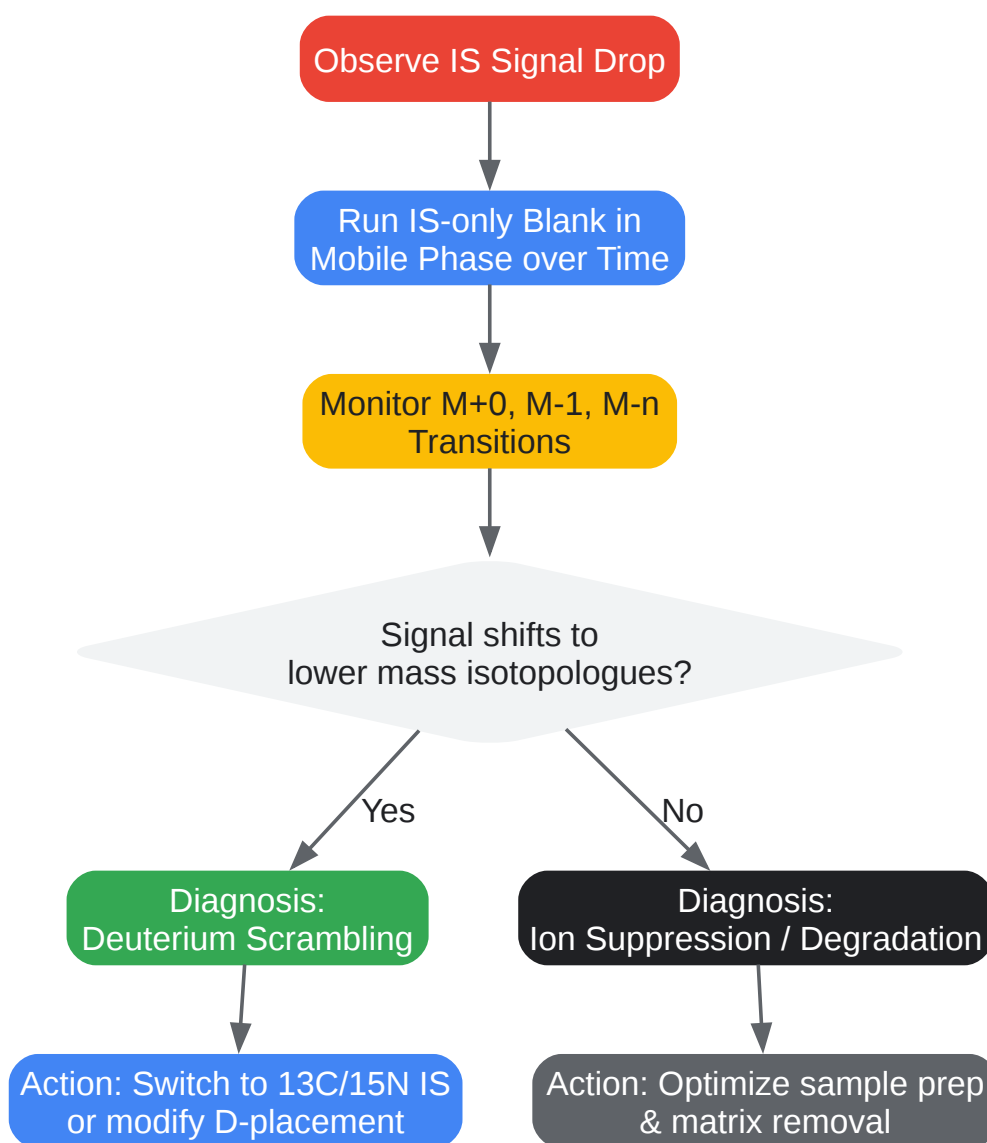 Observe IS Signal Drop
Run IS-only Blank in
Mobile Phase over Time
Monitor M+0, M-1, M-n
Transitions
Signal shifts to
lower mass isotopologues?
Yes
No
Diagnosis:
Deuterium Scrambling
Diagnosis:
Ion Suppression / Degradation
Action: Switch to 13C/15N IS
or modify D-placement
Action: Optimize sample prep
& matrix removal